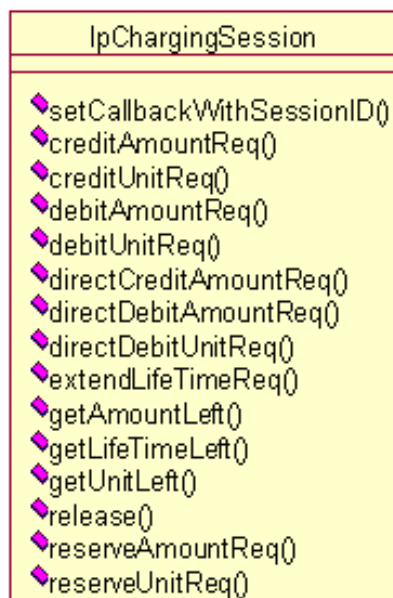 IpChargingSession
setCallbackWithSessionID()
creditAmountReq()
creditUnitReq()
debitAmountReq()
debitUnitReq()
directCreditAmountReq()
directDebitAmountReq()
directDebitUnitReq()
extendLifeTimeReq()
getAmountLeft()
getLifeTimeLeft()
getUnitLeft()
release()
reserveAmountReq()
reserveUnitReq()